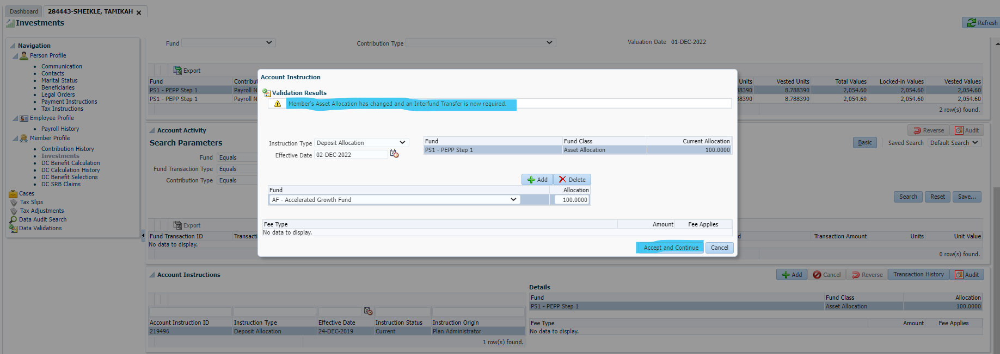 Dashboard
284443-SMEIKLE, TAMIKAH
Investments
Refresh
Navigation
Person Profile
Communication
Contacts
Marital Status
Beneficiaries
Legal Orders
Payment Instructions
Tax Instructions
Employee Profile
Payroll History
Member Profile
Contribution History
Investments
DC Benefit Calculation
DC Calculation History
DC Benefit Selections
DC SRB Claims
Cases
Tax Slips
Tax Adjustments
Data Audit Search
Data Validations
Fund Contribution Type Valuation Date 01-DEC-2022
Export
Fund Contribut Units Vested Units Total Values Locked-in Values Vested Values
PS1 - PEPP Step 1 Payroll N 388390 8.788390 2,054.60 2,054.60 2,054.60
PS1 - PEPP Step 1 Payroll N 388390 8.788390 2,054.60 2,054.60 2,054.60
2 row(s) found.
Account Activity Reverse Audit
Search Parameters Basic Saved Search Default Search
Fund Equals
Fund Transaction Type Equals
Contribution Type Equals
Search Reset Save...
Export
Fund Transaction ID Transacti d Transaction Amount Units Unit Value
No data to display.
0 row(s) found.
Account Instruction
Validation Results
Member's Asset Allocation has changed and an Interfund Transfer is now required.
Instruction Type Deposit Allocation
Effective Date 02-DEC-2022
Fund Fund Class Current Allocation
PS1 - PEPP Step 1 Asset Allocation 100.0000
Add Delete
Fund Allocation
AF - Accelerated Growth Fund 100.0000
Fee Type Amount Fee Applies
No data to display.
Accept and Continue Cancel
Account Instructions Add Cancel Reverse Transaction History Audit
Account Instruction ID Instruction Type Effective Date Instruction Status Instruction Origin
219496 Deposit Allocation 24-DEC-2019 Current Plan Administrator
1 row(s) found.
Details
Fund Fund Class Allocation
PS1 - PEPP Step 1 Asset Allocation 100.0000
Fee Type Amount Fee Applies
No data to display.